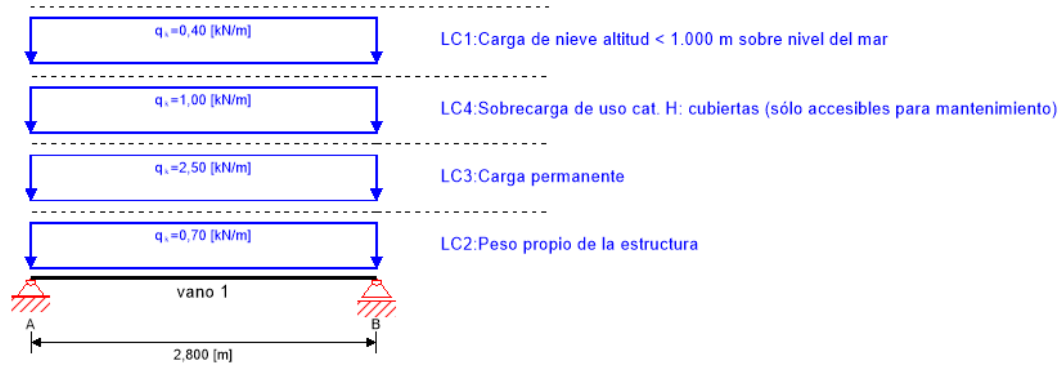 qₖ=0,40 [kN/m]
LC1:Carga de nieve altitud < 1.000 m sobre nivel del mar
qₖ=1,00 [kN/m]
LC4:Sobrecarga de uso cat. H: cubiertas (sólo accesibles para mantenimiento)
qₖ=2,50 [kN/m]
LC3:Carga permanente
qₖ=0,70 [kN/m]
LC2:Peso propio de la estructura
vano 1
A B
2,800 [m]